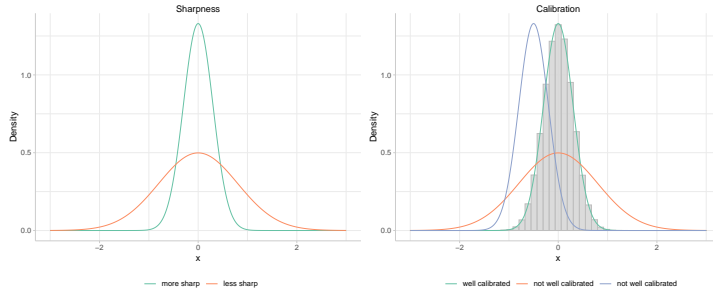 Sharpness
Density
1.0
0.5
0.0
−2
0
2
x
more sharp
less sharp
Calibration
Density
1.0
0.5
0.0
−2
0
2
x
well calibrated
not well calibrated
not well calibrated